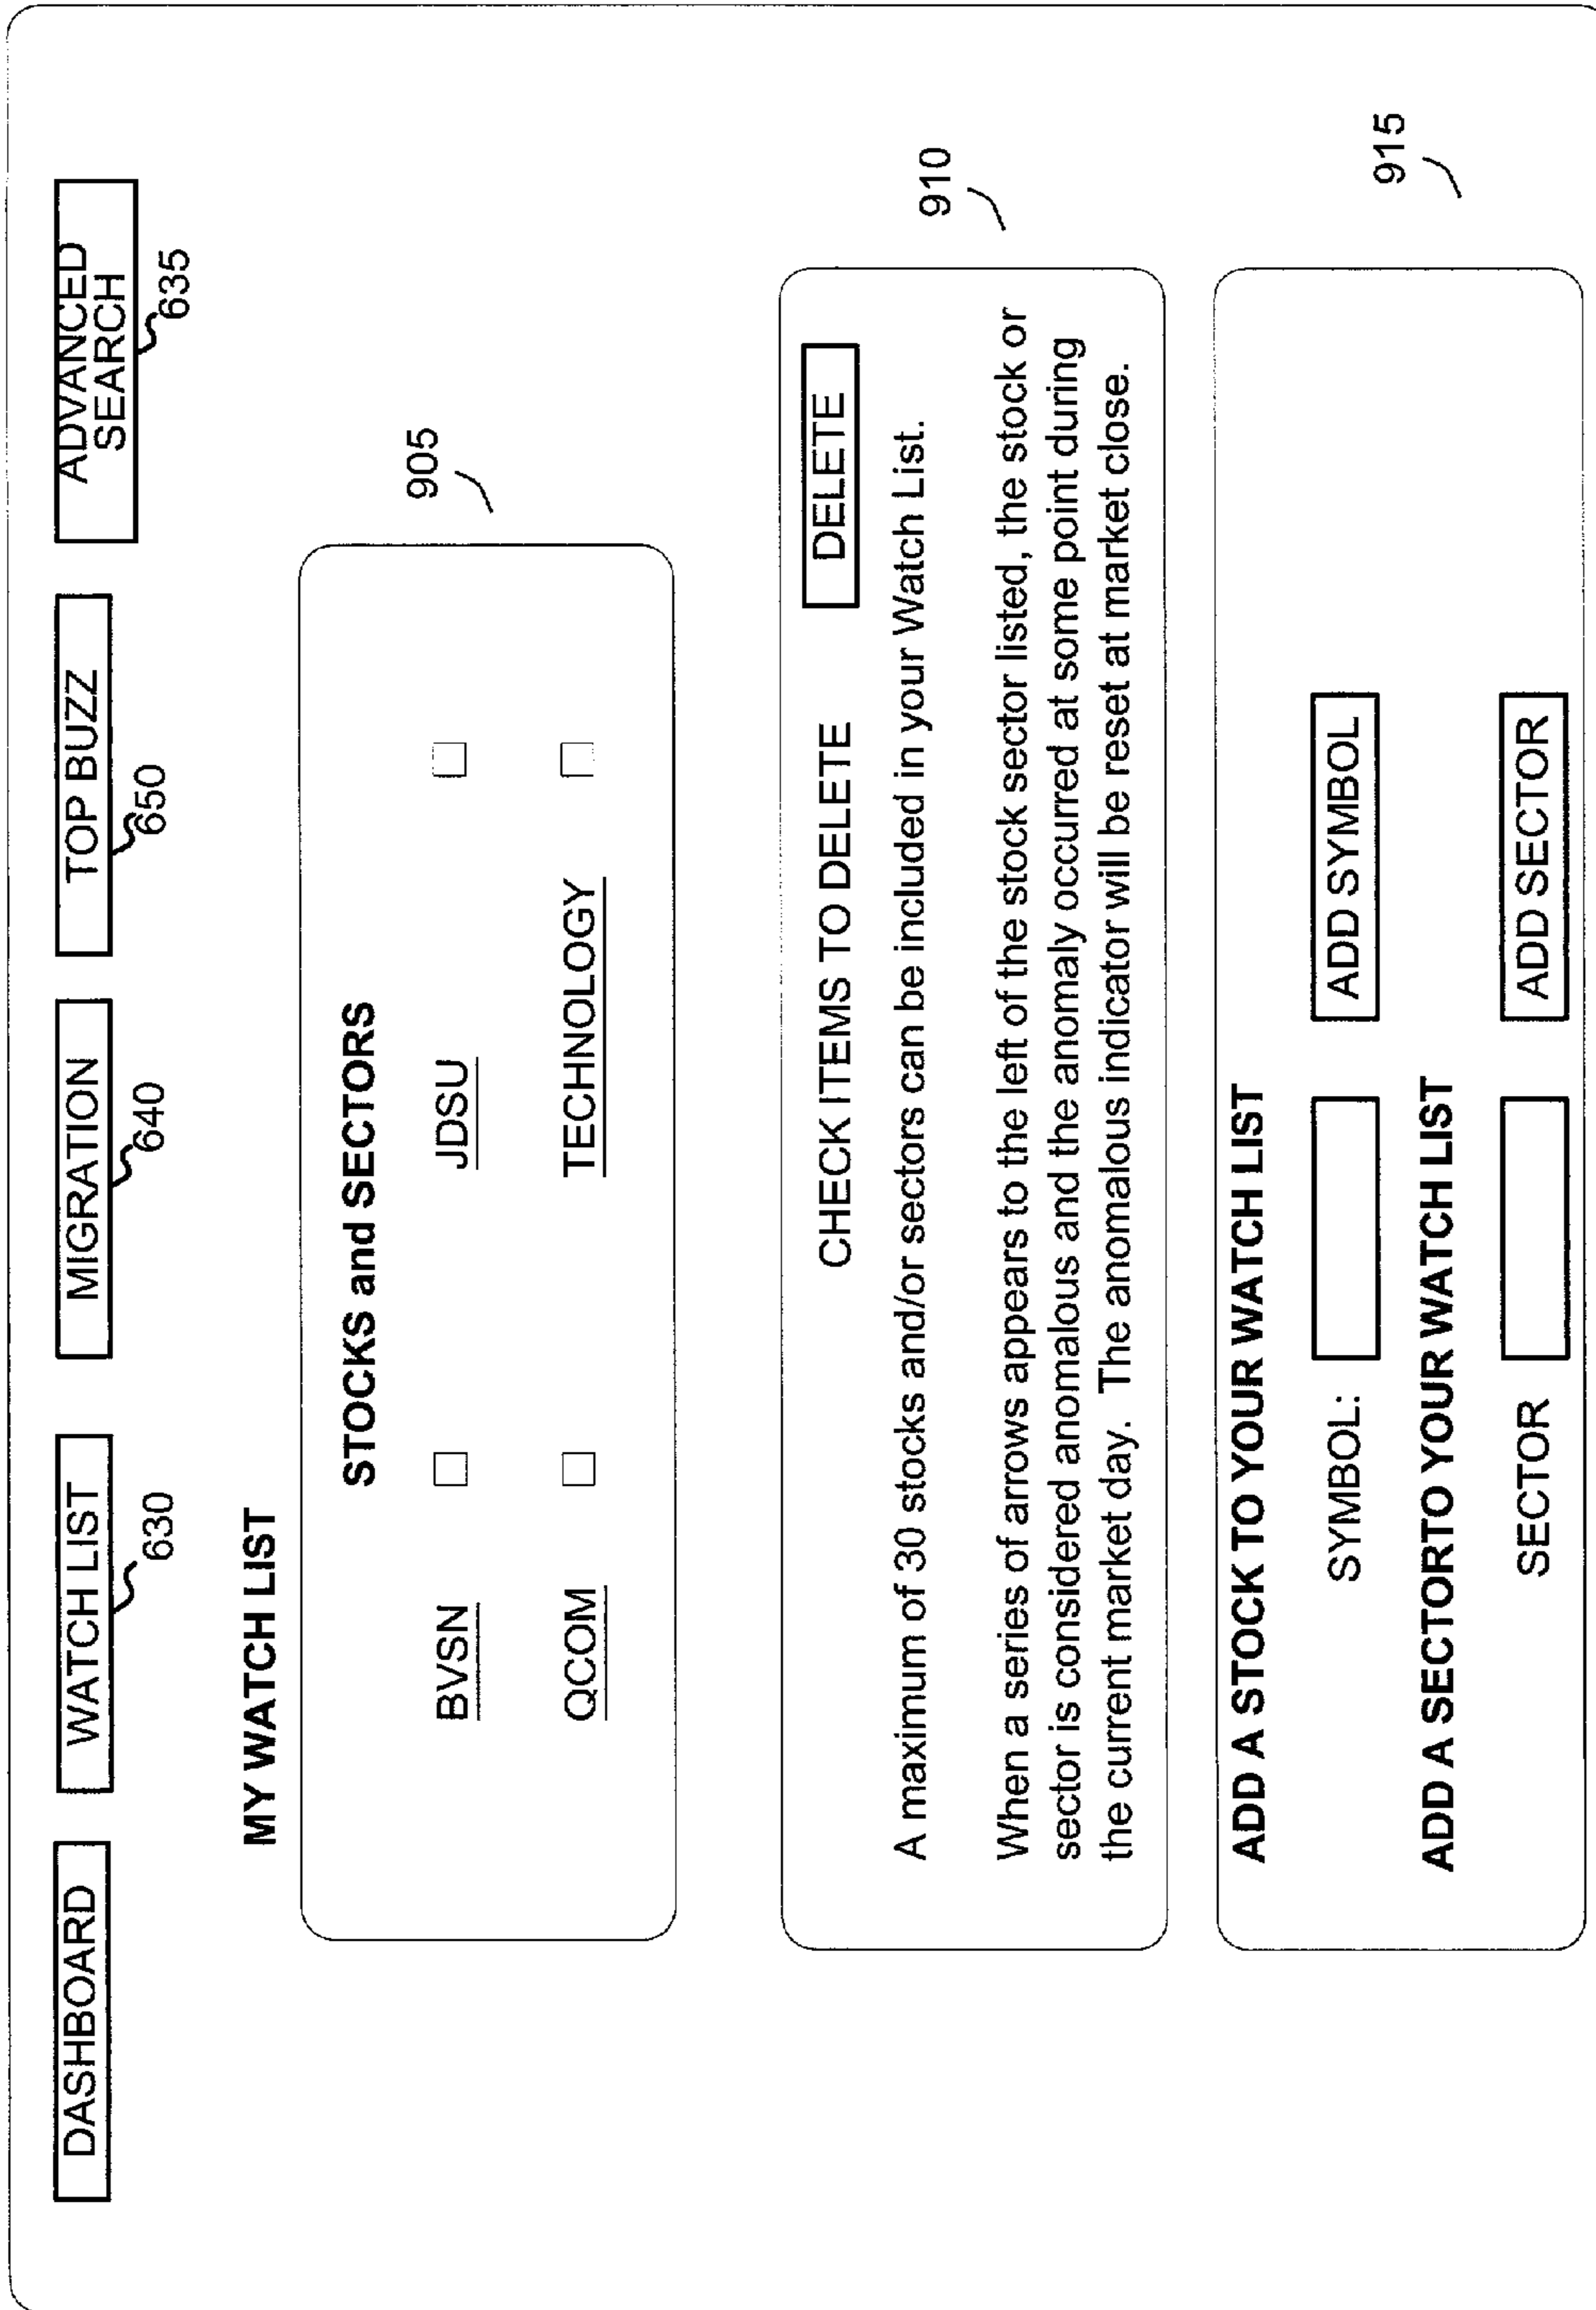 DASHBOARD WATCH LIST MIGRATION TOP BUZZ ADVANCED
SEARCH
630 640 650 635
MY WATCH LIST
905
STOCKS and SECTORS
BVSN JDSU
QCOM TECHNOLOGY
910
CHECK ITEMS TO DELETE DELETE
A maximum of 30 stocks and/or sectors can be included in your Watch List.
When a series of arrows appears to the left of the stock sector listed, the stock or
sector is considered anomalous and the anomaly occurred at some point during
the current market day. The anomalous indicator will be reset at market close.
915
ADD A STOCK TO YOUR WATCH LIST
SYMBOL: ADD SYMBOL
ADD A SECTORTO YOUR WATCH LIST
SECTOR ADD SECTOR